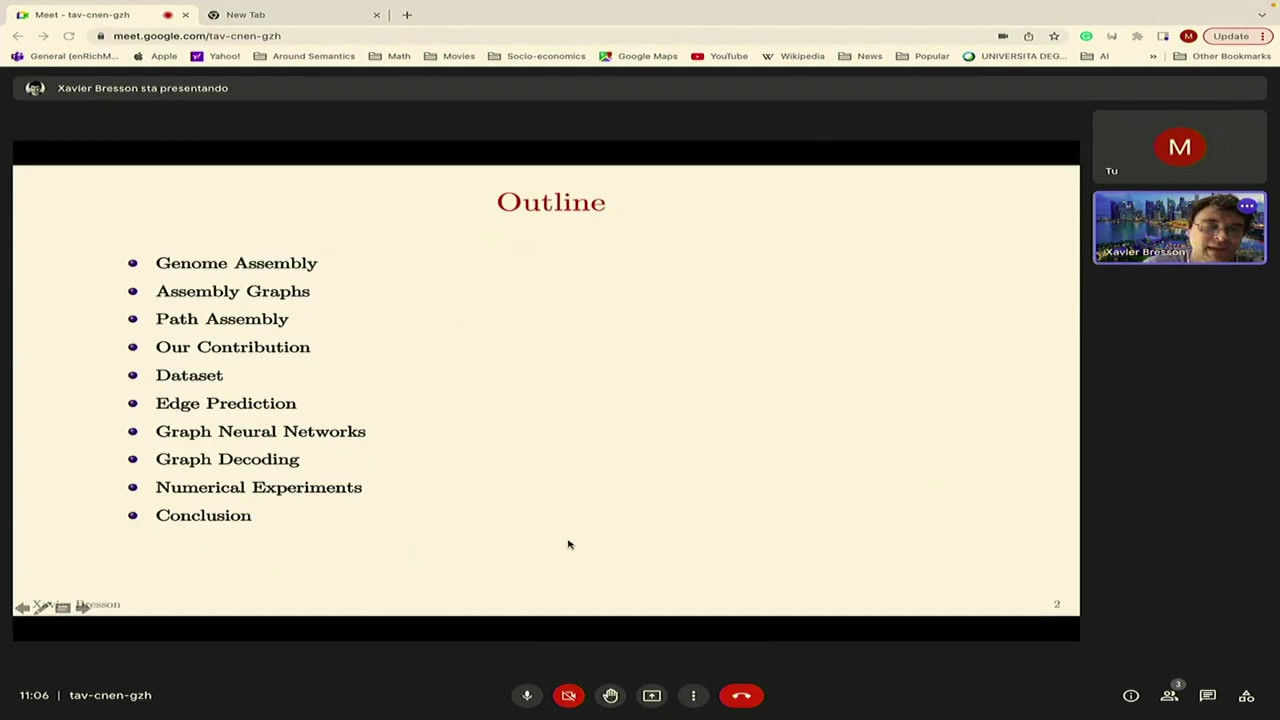 Meet - tav-cnen-gzh
New Tab
meet.google.com/tav-cnen-gzh
Update
General (enRichM...
Apple
Yahoo!
Around Semantics
Math
Movies
Socio-economics
Google Maps
YouTube
Wikipedia
News
Popular
UNIVERSITA DEG...
AI
Other Bookmarks
Xavier Bresson sta presentando
M
Tu
Xavier Bresson
Outline
Genome Assembly
Assembly Graphs
Path Assembly
Our Contribution
Dataset
Edge Prediction
Graph Neural Networks
Graph Decoding
Numerical Experiments
Conclusion
Xavier Bresson
2
11:06 | tav-cnen-gzh
3